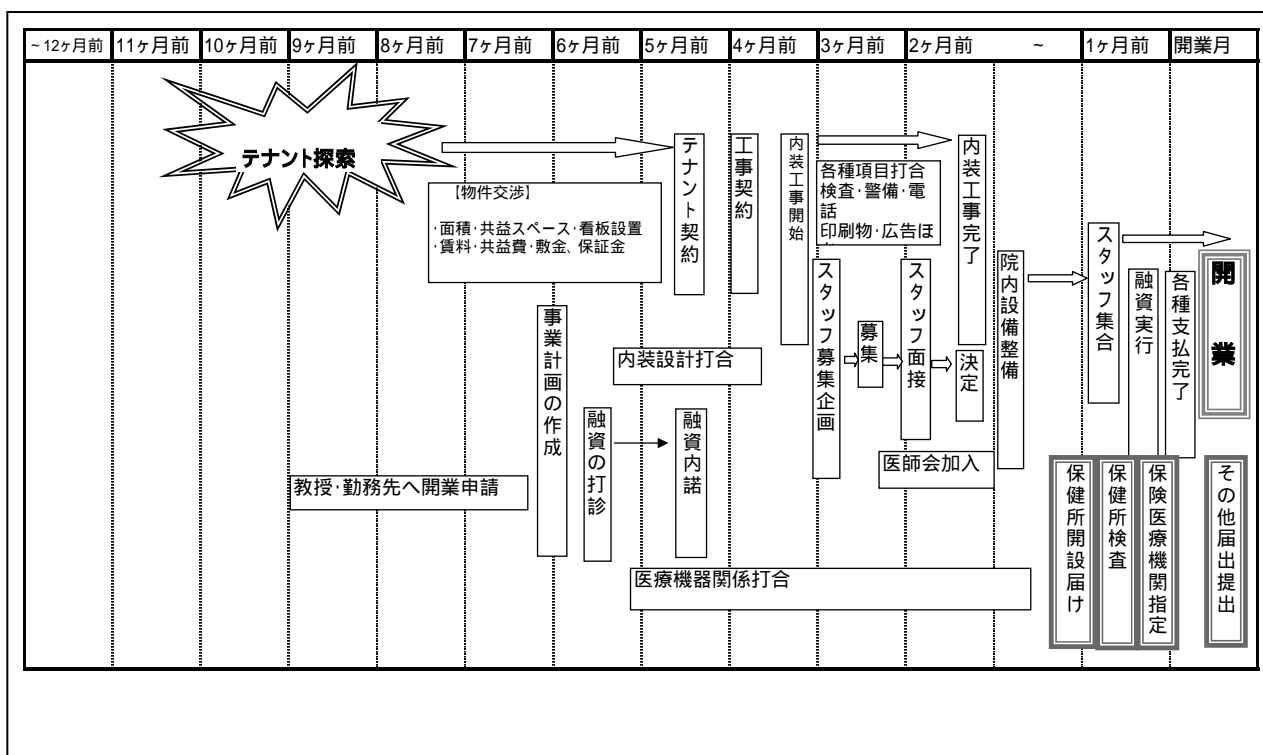 ~12ヶ月前
11ヶ月前
10ヶ月前
9ヶ月前
8ヶ月前
7ヶ月前
6ヶ月前
5ヶ月前
4ヶ月前
3ヶ月前
2ヶ月前
~
1ヶ月前
開業月
テナント探索
【物件交渉】
・面積・共益スペース・看板設置
・賃料・共益費・敷金、保証金
テナント契約
工事契約
内装工事開始
各種項目打合
検査・警備・電
話
印刷物・広告ほ
内装工事完了
事業計画の作成
内装設計打合
スタッフ募集企画
募集
スタッフ面接
決定
院内設備整備
スタッフ集合
融資実行
各種支払完了
開業
融資の打診
融資内諾
医師会加入
教授・勤務先へ開業申請
医療機器関係打合
保健所開設届け
保健所検査
保険医療機関指定
その他届出提出